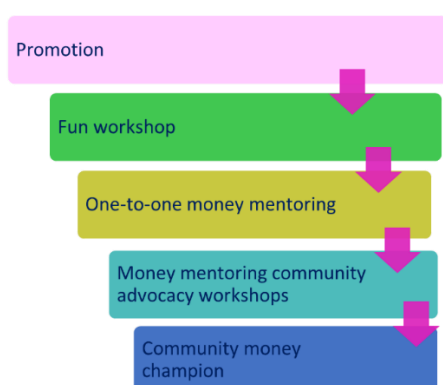 Promotion
Fun workshop
One-to-one money mentoring
Money mentoring community
advocacy workshops
Community money
champion